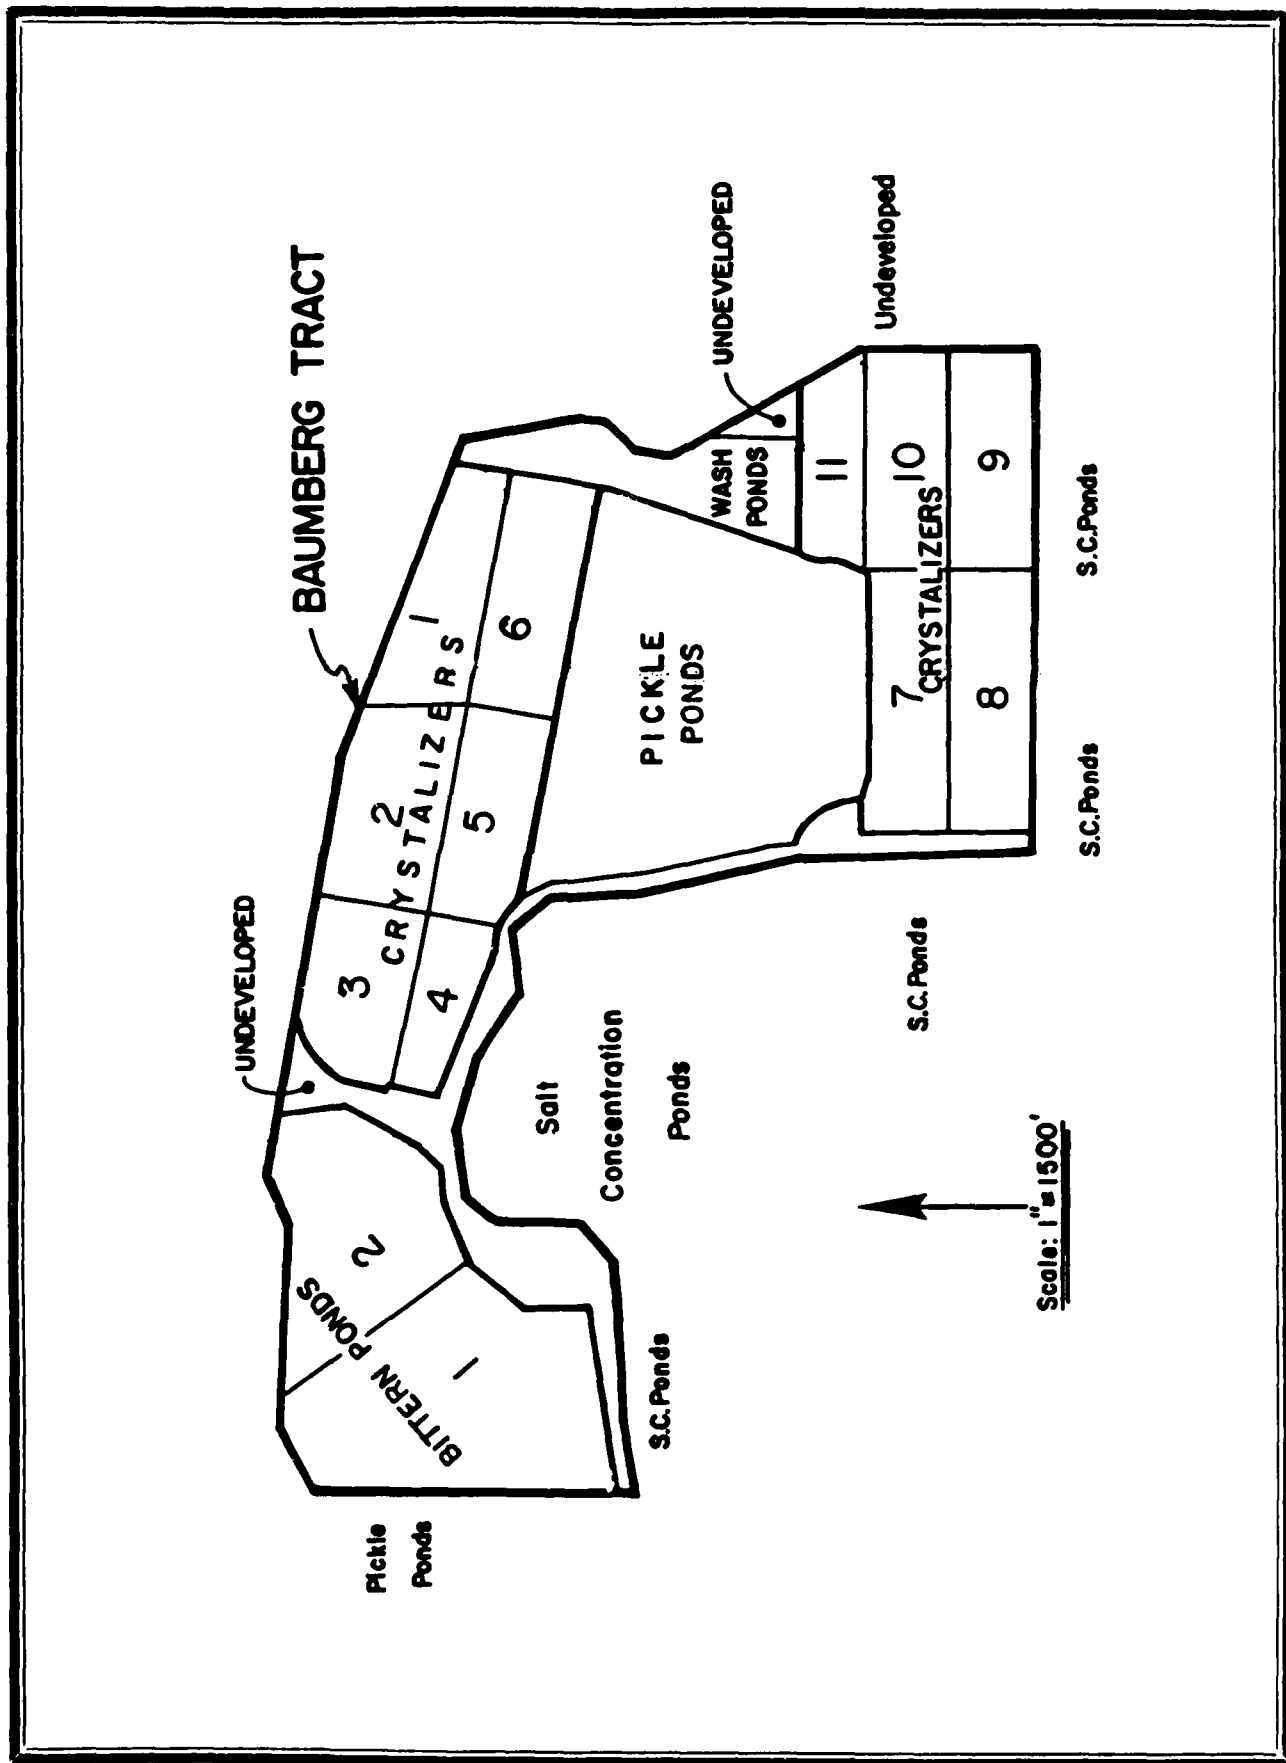 BAUMBERG TRACT
UNDEVELOPED
BITTERN PONDS
1
2
CRYSTALIZERS
1
2
3
4
5
6
Pickle
Ponds
S.C.Ponds
Salt
Concentration
Ponds
PICKLE
PONDS
UNDEVELOPED
WASH
PONDS
Undeveloped
11
7
10
CRYSTALIZERS
8
9
S.C.Ponds
S.C.Ponds
S.C.Ponds
Scale: 1"=1500'